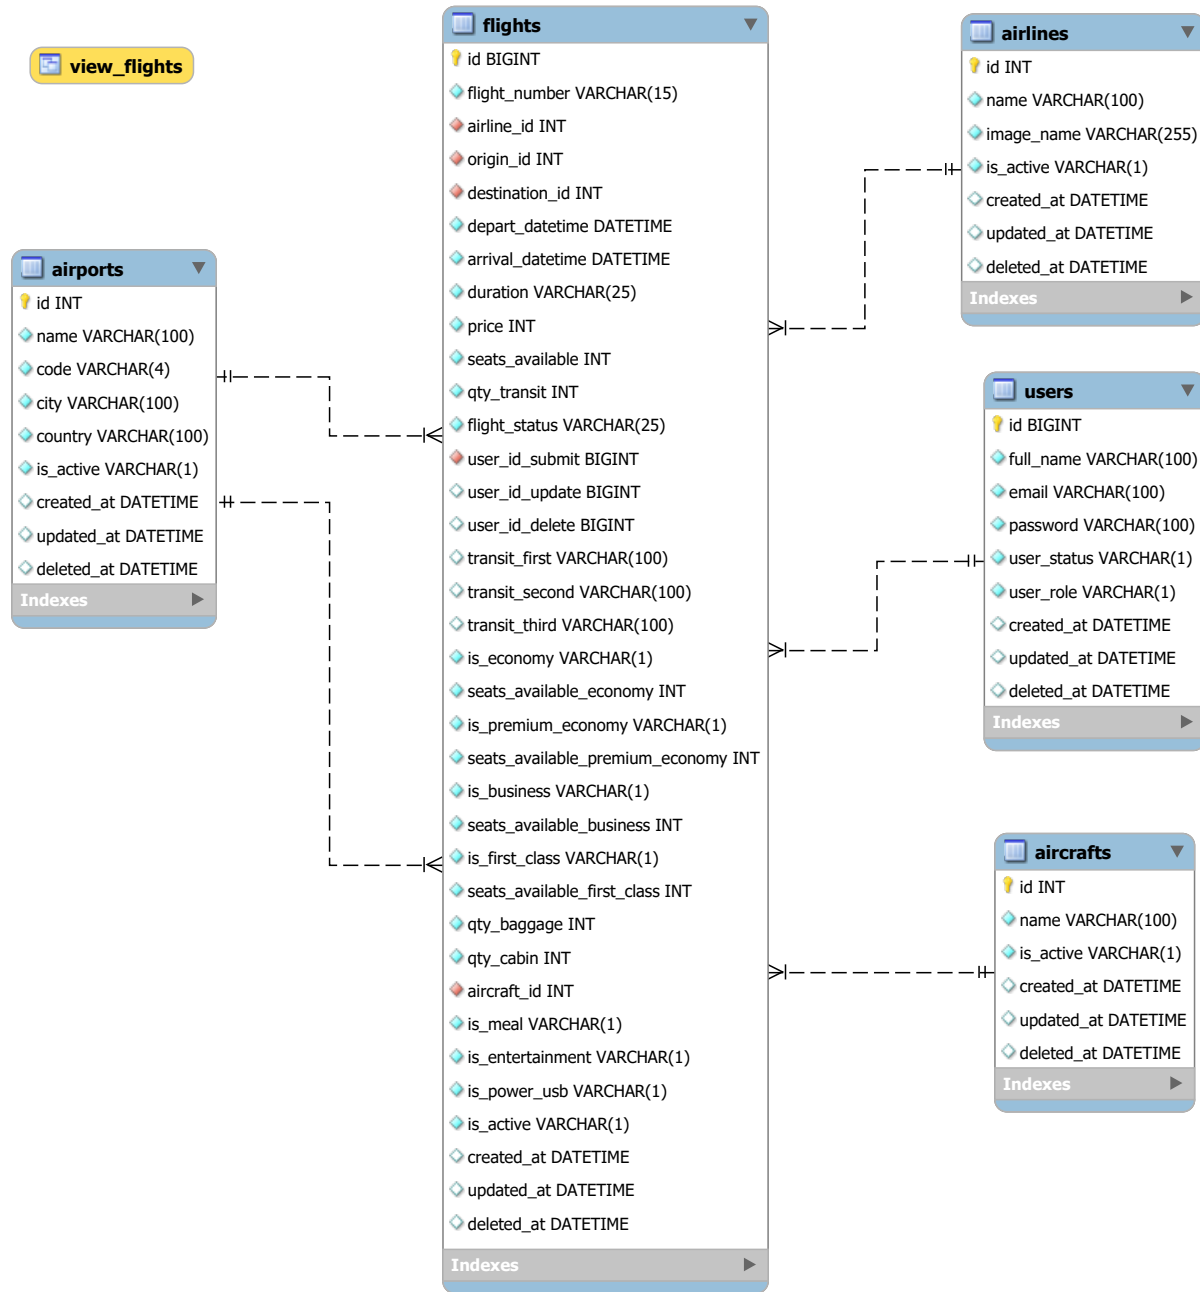 view_flights
flights
id BIGINT
flight_number VARCHAR(15)
airline_id INT
origin_id INT
destination_id INT
depart_datetime DATETIME
arrival_datetime DATETIME
duration VARCHAR(25)
price INT
seats_available INT
qty_transit INT
flight_status VARCHAR(25)
user_id_submit BIGINT
user_id_update BIGINT
user_id_delete BIGINT
transit_first VARCHAR(100)
transit_second VARCHAR(100)
transit_third VARCHAR(100)
is_economy VARCHAR(1)
seats_available_economy INT
is_premium_economy VARCHAR(1)
seats_available_premium_economy INT
is_business VARCHAR(1)
seats_available_business INT
is_first_class VARCHAR(1)
seats_available_first_class INT
qty_baggage INT
qty_cabin INT
aircraft_id INT
is_meal VARCHAR(1)
is_entertainment VARCHAR(1)
is_power_usb VARCHAR(1)
is_active VARCHAR(1)
created_at DATETIME
updated_at DATETIME
deleted_at DATETIME
Indexes
airports
id INT
name VARCHAR(100)
code VARCHAR(4)
city VARCHAR(100)
country VARCHAR(100)
is_active VARCHAR(1)
created_at DATETIME
updated_at DATETIME
deleted_at DATETIME
Indexes
airlines
id INT
name VARCHAR(100)
image_name VARCHAR(255)
is_active VARCHAR(1)
created_at DATETIME
updated_at DATETIME
deleted_at DATETIME
Indexes
users
id BIGINT
full_name VARCHAR(100)
email VARCHAR(100)
password VARCHAR(100)
user_status VARCHAR(1)
user_role VARCHAR(1)
created_at DATETIME
updated_at DATETIME
deleted_at DATETIME
Indexes
aircrafts
id INT
name VARCHAR(100)
is_active VARCHAR(1)
created_at DATETIME
updated_at DATETIME
deleted_at DATETIME
Indexes